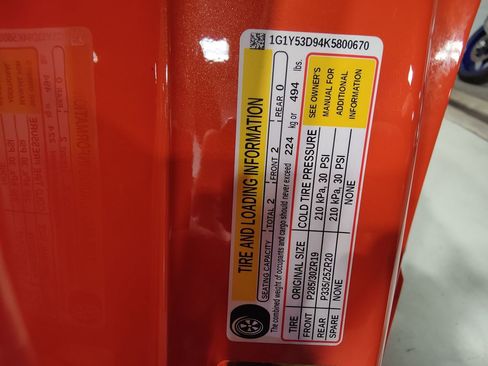 1G1Y53D94K5800670
TIRE AND LOADING INFORMATION
SEATING CAPACITY TOTAL 2 FRONT 2 REAR 0
The combined weight of occupants and cargo should never exceed 224 kg or 494 lbs.
TIRE ORIGINAL SIZE COLD TIRE PRESSURE
FRONT P285/30ZR19 210 kPa, 30 PSI
REAR P335/25ZR20 210 kPa, 30 PSI
SPARE NONE NONE
SEE OWNER'S
MANUAL FOR
ADDITIONAL
INFORMATION